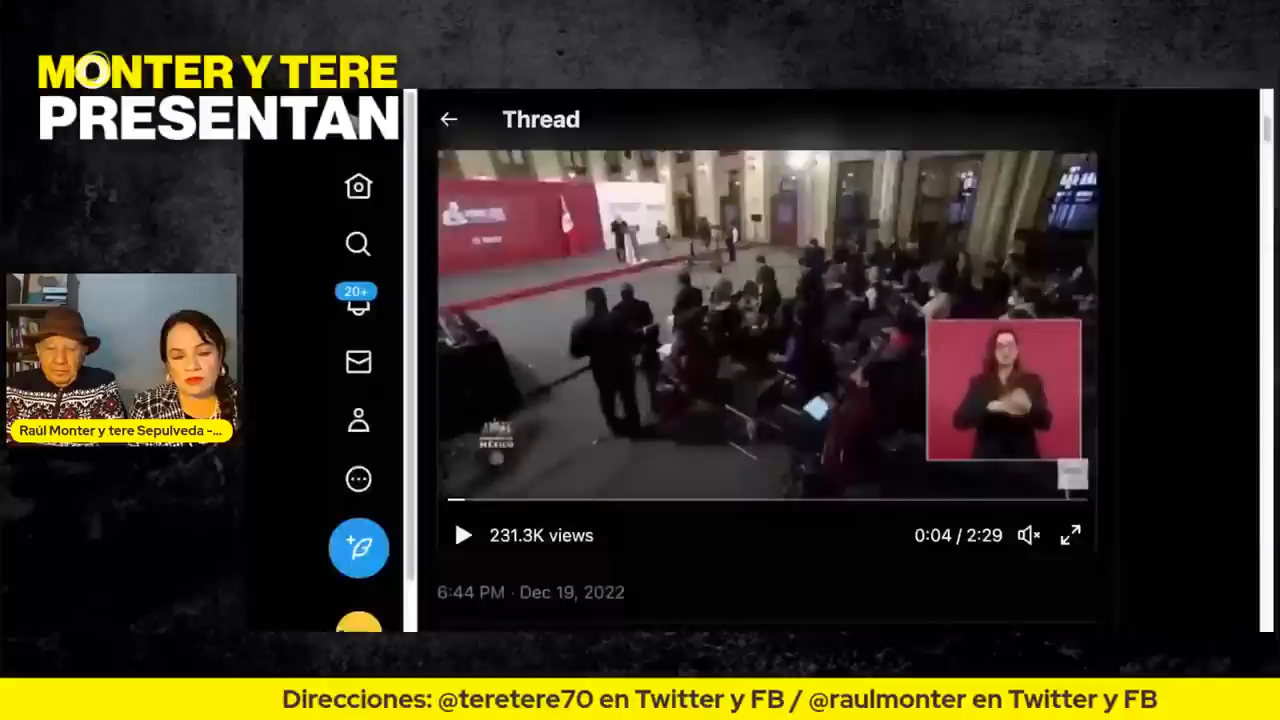 MONTER Y TERE
PRESENTAN
Thread
20+
Raúl Monter y tere Sepulveda -...
MÉXICO
231.3K views
0:04 / 2:29
6:44 PM · Dec 19, 2022
Direcciones: @teretere70 en Twitter y FB / @raulmonter en Twitter y FB